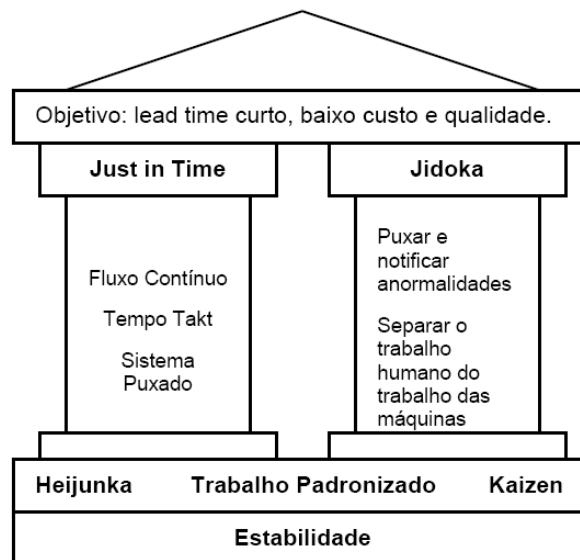 Objetivo: lead time curto, baixo custo e qualidade.
Just in Time
Jidoka
Fluxo Contínuo
Tempo Takt
Sistema
Puxado
Puxar e
notificar
anormalidades
Separar o
trabalho
humano do
trabalho das
máquinas
Heijunka Trabalho Padronizado Kaizen
Estabilidade